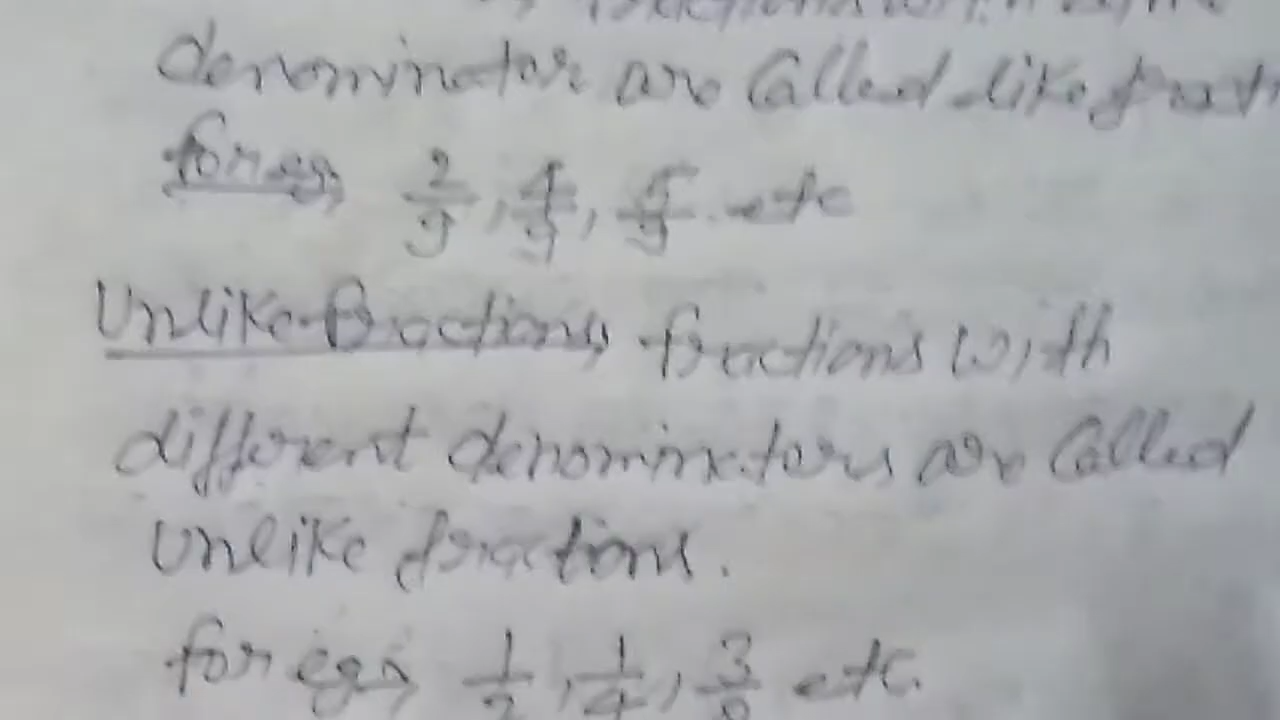 denominator are Called like fract
for eg, 2/9, 4/9, 5/9 etc
Unlike fractions, fractions with
different denominators are Called
Unlike fractions.
for eg, 1/2, 1/4, 3/8 etc.